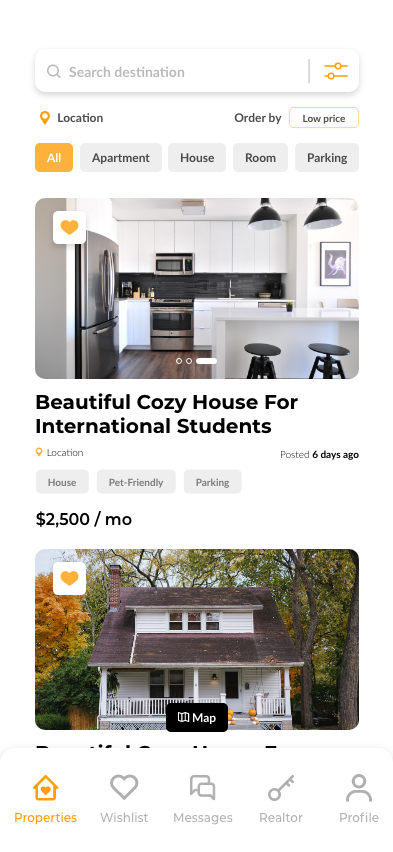 Search destination
Location
Order by
Low price
All
Apartment
House
Room
Parking
Beautiful Cozy House For
International Students
Location
Posted 6 days ago
House
Pet-Friendly
Parking
$2,500 / mo
Map
Properties
Wishlist
Messages
Realtor
Profile